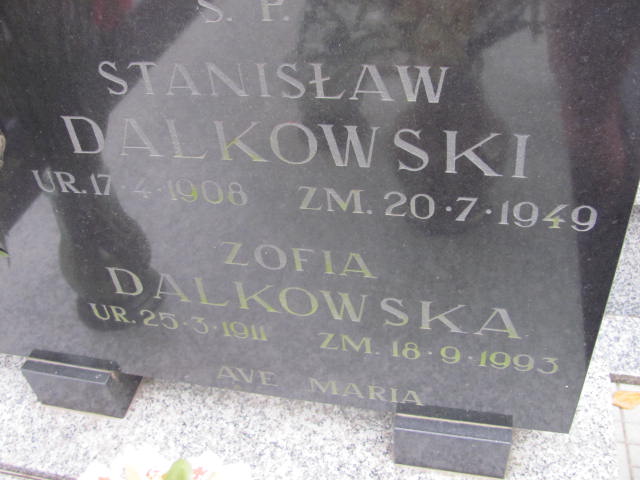 Ś. P.
STANISŁAW
DALKOWSKI
UR. 17·4·1908 ZM. 20·7·1949
ZOFIA
DALKOWSKA
UR. 25·3·1911 ZM. 18·9·1993
AVE MARIA